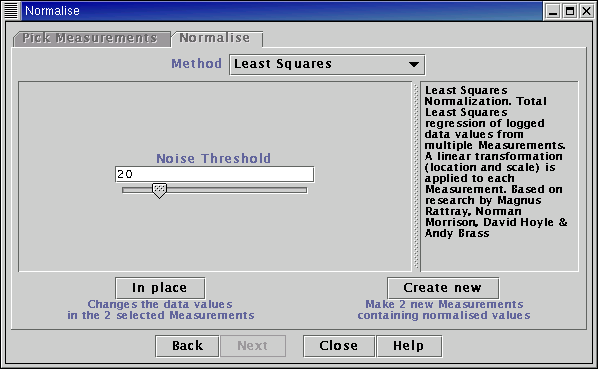 Normalise
Pick Measurements
Normalise
Method
Least Squares
Noise Threshold
20
Least Squares
Normalization. Total
Least Squares
regression of logged
data values from
multiple Measurements.
A linear transformation
(location and scale) is
applied to each
Measurement. Based on
research by Magnus
Rattray, Norman
Morrison, David Hoyle &
Andy Brass
In place
Changes the data values
in the 2 selected Measurements
Create new
Make 2 new Measurements
containing normalised values
Back
Next
Close
Help